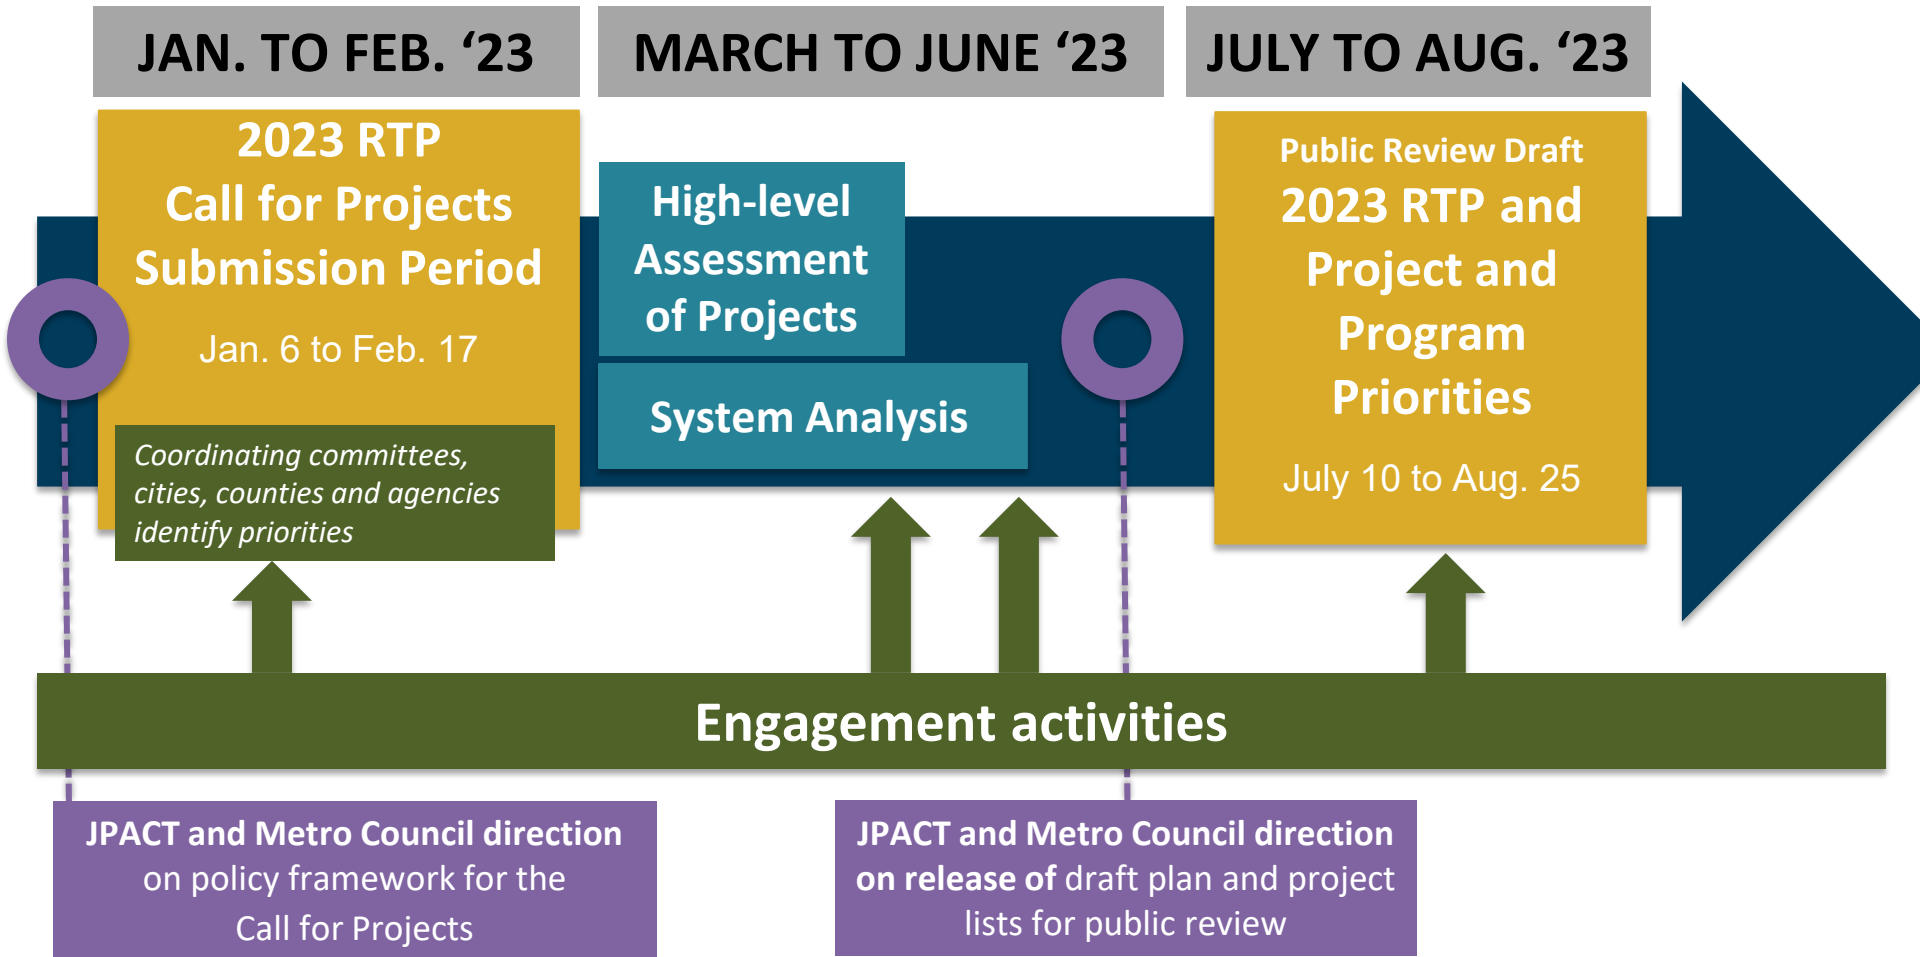 JAN. TO FEB. ‘23
MARCH TO JUNE ‘23
JULY TO AUG. ‘23
2023 RTP
Call for Projects
Submission Period
Jan. 6 to Feb. 17
Coordinating committees,
cities, counties and agencies
identify priorities
High-level
Assessment
of Projects
System Analysis
Public Review Draft
2023 RTP and
Project and
Program
Priorities
July 10 to Aug. 25
Engagement activities
JPACT and Metro Council direction
on policy framework for the
Call for Projects
JPACT and Metro Council direction
on release of draft plan and project
lists for public review